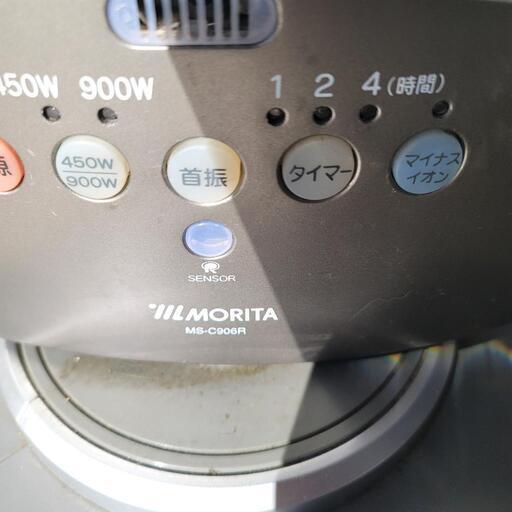 450W 900W 1 2 4 (時間)
源
450W
900W
首振
タイマー
マイナス
イオン
SENSOR
MORITA
MS-C906R